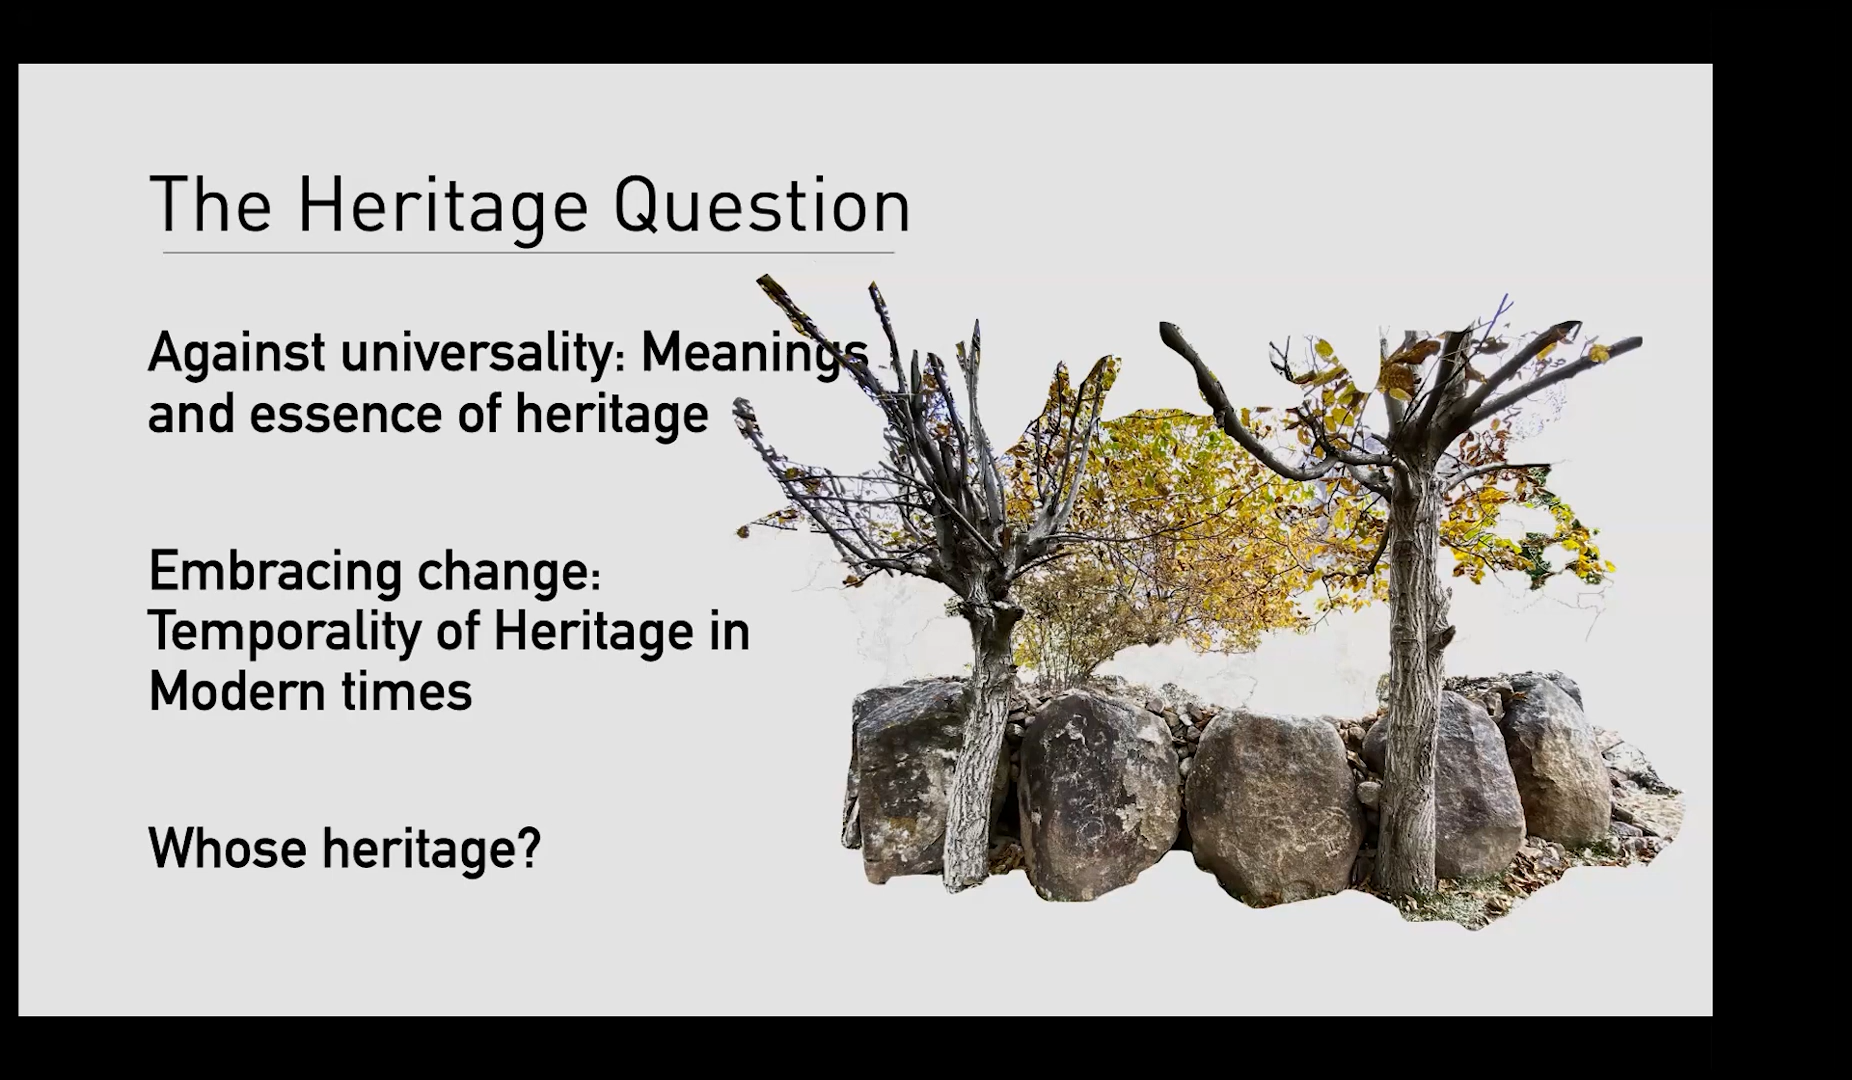 The Heritage Question
Against universality: Meanings
and essence of heritage
Embracing change:
Temporality of Heritage in
Modern times
Whose heritage?